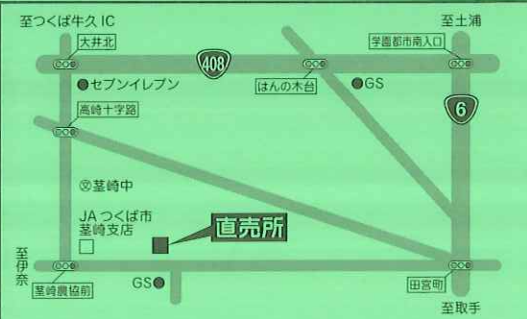 至つくば牛久IC
至土浦
大井北
学園都市南入口
408
はんの木台
セブンイレブン
GS
高崎十字路
6
文
茎崎中
JAつくば市
茎崎支店
直売所
至伊奈
茎崎農協前
GS
田宮町
至取手